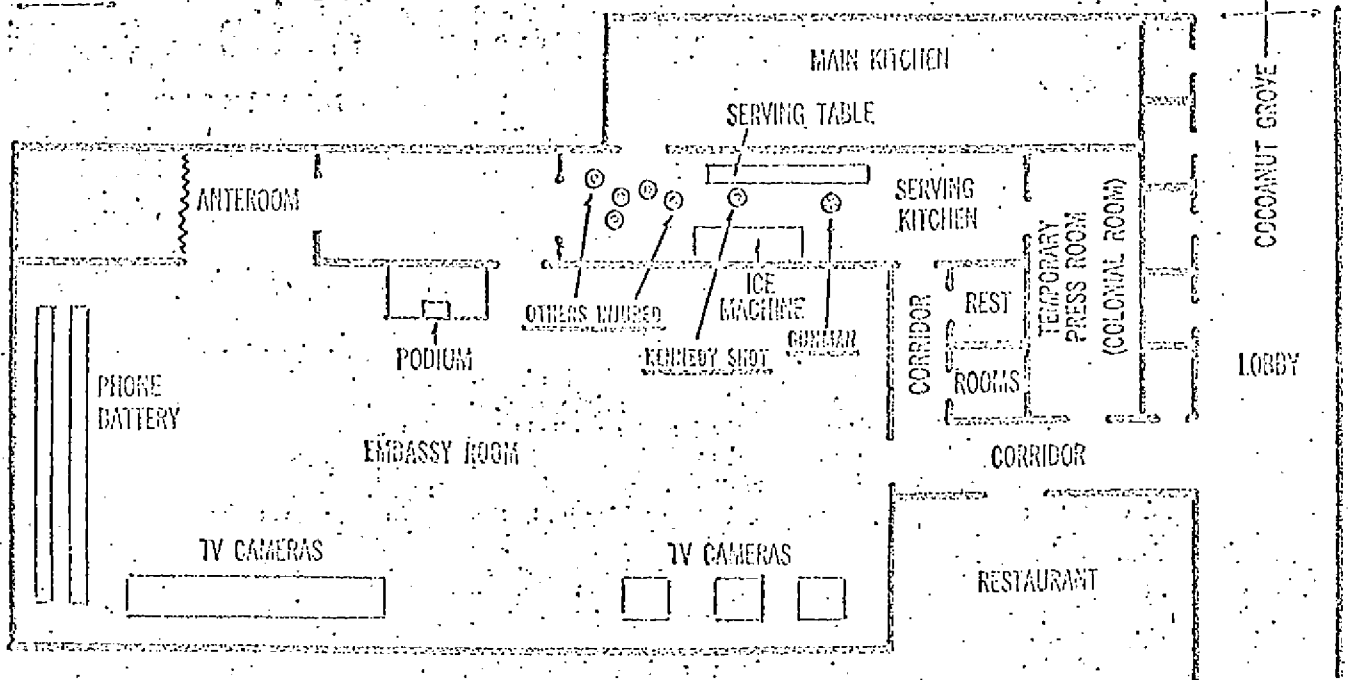 MAIN KITCHEN
SERVING TABLE
COCOANUT GROVE
ANTEROOM
SERVING
KITCHEN
TEMPORARY
PRESS ROOM
(COLONIAL ROOM)
OTHERS INJURED
ICE
MACHINE
KENNEDY SHOT
GUNMAN
CORRIDOR
REST
ROOMS
PODIUM
LOBBY
PHONE
BATTERY
EMBASSY ROOM
CORRIDOR
TV CAMERAS
TV CAMERAS
RESTAURANT